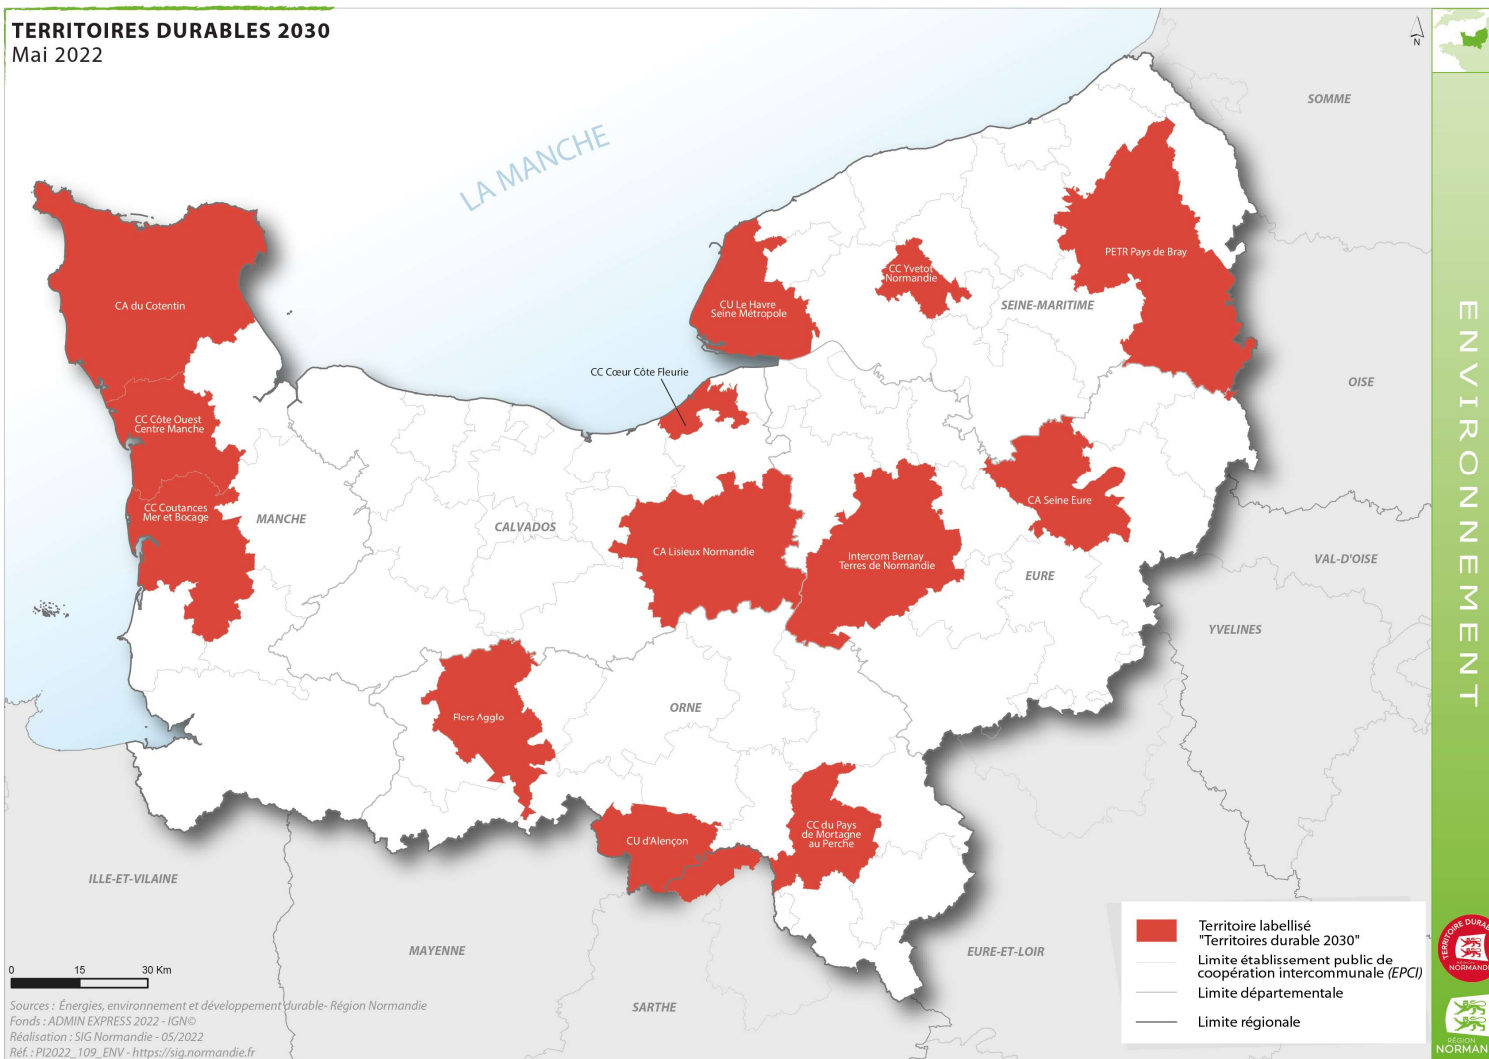 TERRITOIRES DURABLES 2030
Mai 2022
N
SOMME
LA MANCHE
PETR Pays de Bray
CC Yvetot
Normandie
CA du Cotentin
CU Le Havre
Seine Métropole
SEINE-MARITIME
CC Cœur Côte Fleurie
OISE
CC Côte Ouest
Centre Manche
CA Seine Eure
CC Coutances
Mer et Bocage
MANCHE
CALVADOS
CA Lisieux Normandie
Intercom Bernay
Terres de Normandie
VAL-D'OISE
EURE
YVELINES
ORNE
Flers Agglo
CC du Pays
de Mortagne
au Perche
CU d'Alençon
ILLE-ET-VILAINE
MAYENNE
EURE-ET-LOIR
SARTHE
ENVIRONNEMENT
Territoire labellisé
"Territoires durable 2030"
Limite établissement public de
coopération intercommunale (EPCI)
Limite départementale
Limite régionale
0 15 30 Km
Sources : Énergies, environnement et développement durable- Région Normandie
Fonds : ADMIN EXPRESS 2022 - IGN©
Réalisation : SIG Normandie - 05/2022
Réf. : PI2022_109_ENV - https://sig.normandie.fr
TERRITOIRE DURA
RÉGION
NORMAND
RÉGION
NORMAN